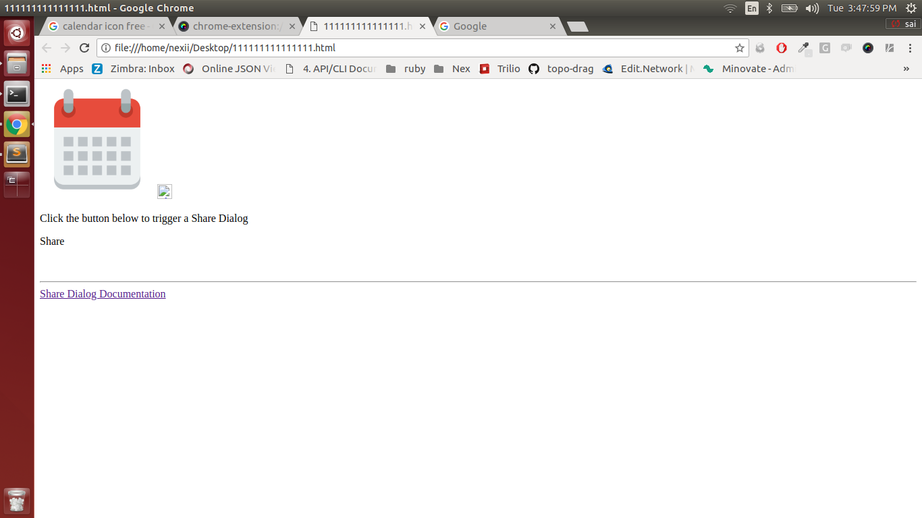 111111111111111.html - Google Chrome
En
Tue 3:47:59 PM
calendar icon free
chrome-extension:
111111111111111.h
Google
sai
file:///home/nexii/Desktop/111111111111111.html
Apps
Zimbra: Inbox
Online JSON Vi
4. API/CLI Docur
ruby
Nex
Trilio
topo-drag
Edit.Network |
Minovate - Adm
»
Click the button below to trigger a Share Dialog
Share
Share Dialog Documentation